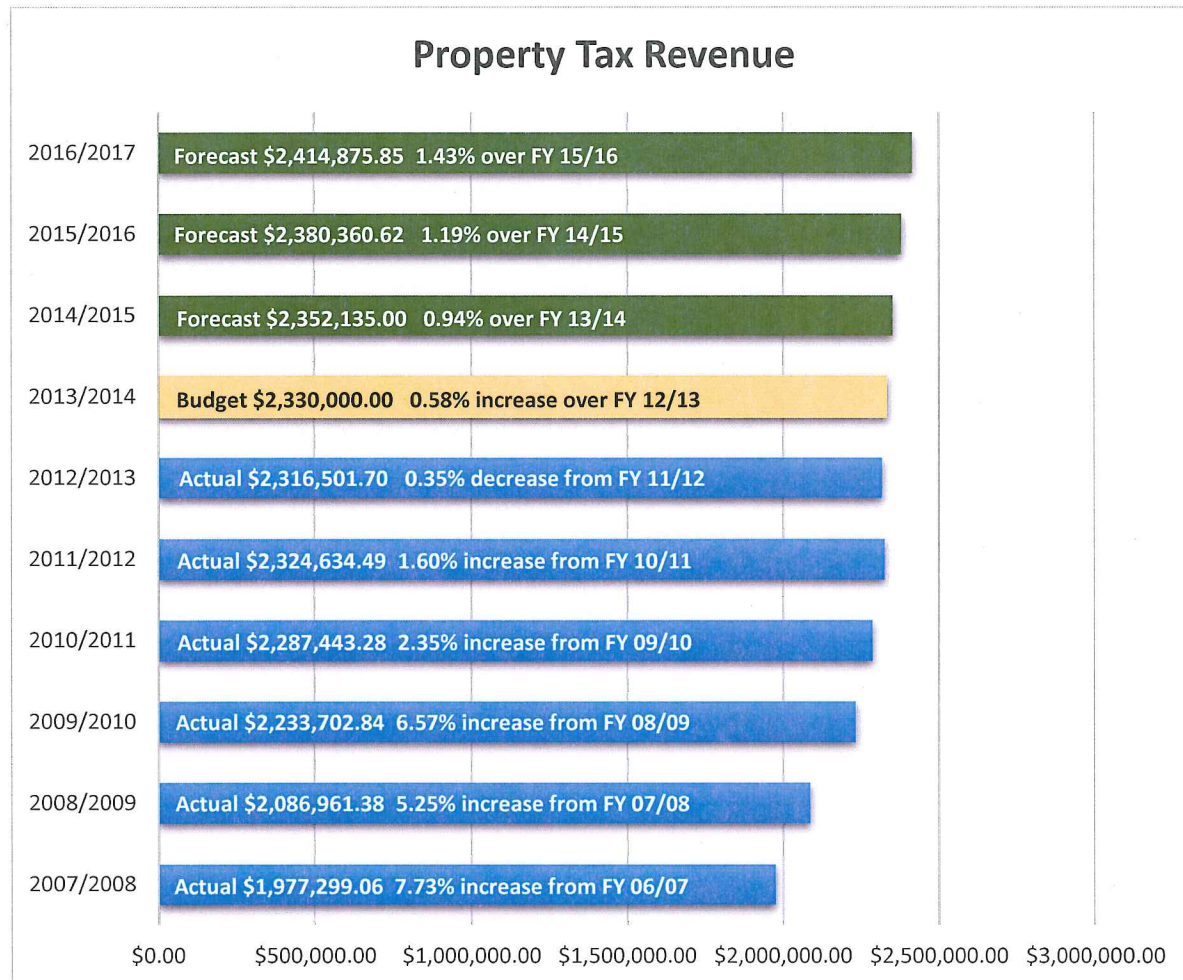 Property Tax Revenue
2016/2017
Forecast $2,414,875.85 1.43% over FY 15/16
2015/2016
Forecast $2,380,360.62 1.19% over FY 14/15
2014/2015
Forecast $2,352,135.00 0.94% over FY 13/14
2013/2014
Budget $2,330,000.00 0.58% increase over FY 12/13
2012/2013
Actual $2,316,501.70 0.35% decrease from FY 11/12
2011/2012
Actual $2,324,634.49 1.60% increase from FY 10/11
2010/2011
Actual $2,287,443.28 2.35% increase from FY 09/10
2009/2010
Actual $2,233,702.84 6.57% increase from FY 08/09
2008/2009
Actual $2,086,961.38 5.25% increase from FY 07/08
2007/2008
Actual $1,977,299.06 7.73% increase from FY 06/07
$0.00 $500,000.00 $1,000,000.00 $1,500,000.00 $2,000,000.00 $2,500,000.00 $3,000,000.00